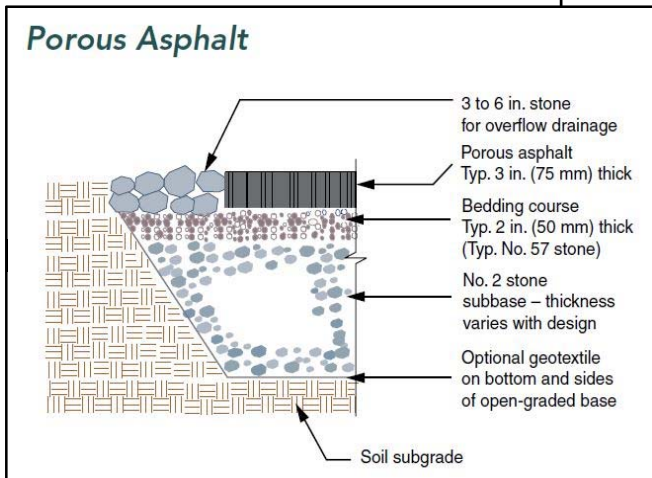 Porous Asphalt
3 to 6 in. stone
for overflow drainage
Porous asphalt
Typ. 3 in. (75 mm) thick
Bedding course
Typ. 2 in. (50 mm) thick
(Typ. No. 57 stone)
No. 2 stone
subbase – thickness
varies with design
Optional geotextile
on bottom and sides
of open-graded base
Soil subgrade